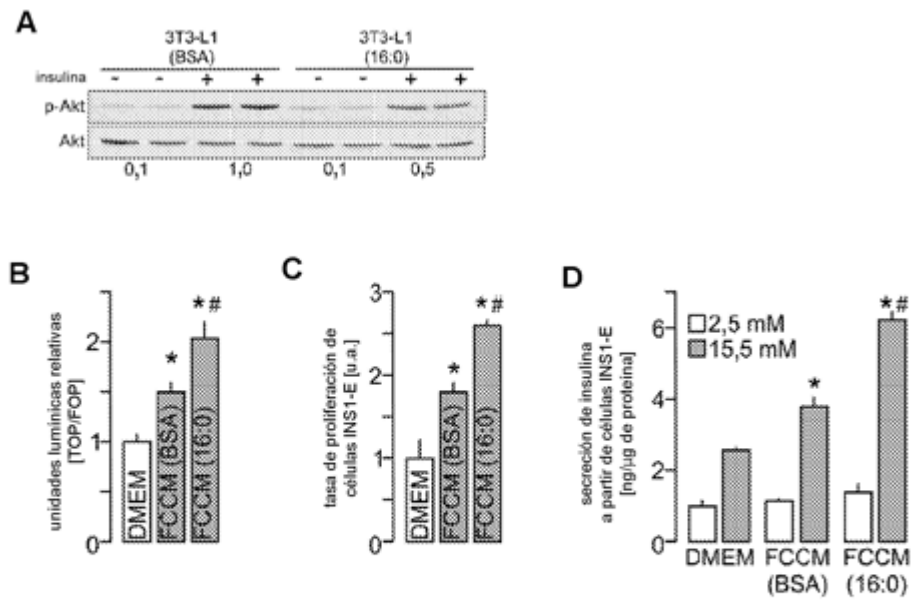 A
3T3-L1 3T3-L1
(BSA) (16:0)
insulina - - + + - - + +
p-Akt
Akt
0,1 1,0 0,1 0,5
B
unidades lumínicas relativas
[TOP/FOP]
2
1
0
*
*#
DMEM
FCCM (BSA)
FCCM (16:0)
C
tasa de proliferación de
células INS1-E [u.a.]
3
2
1
0
*
*#
DMEM
FCCM (BSA)
FCCM (16:0)
D
secreción de insulina
a partir de células INS1-E
[ng/µg de proteína]
6
4
2
0
2,5 mM
15,5 mM
*
*#
DMEM FCCM FCCM
(BSA) (16:0)